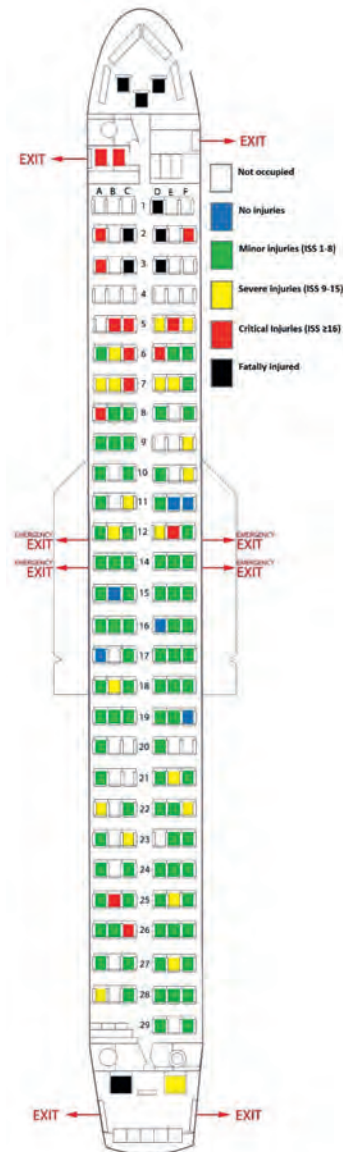 EXIT
EXIT
Not occupied
No injuries
Minor injuries (ISS 1-8)
Severe injuries (ISS 9-15)
Critical Injuries (ISS ≥16)
Fatally injured
A B C D E F
1
2
3
4
5
6
7
8
9
10
11
12
EMERGENCY
EXIT
EMERGENCY
EXIT
EMERGENCY
EXIT
EMERGENCY
EXIT
14
15
16
17
18
19
20
21
22
23
24
25
26
27
28
29
EXIT
EXIT